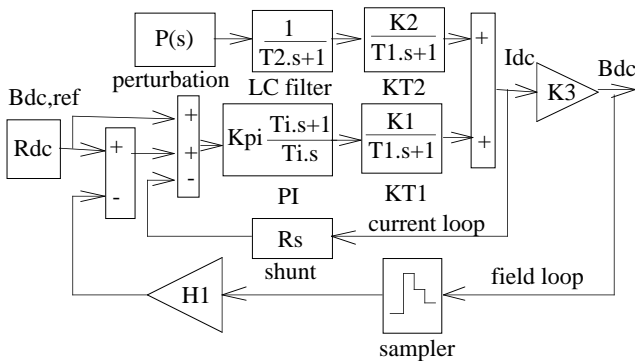 P(s)
1
T2.s+1
K2
T1.s+1
+
Idc
Bdc
perturbation
LC filter
KT2
K3
Bdc,ref
+
Rdc
+
+
Kpi
Ti.s+1
Ti.s
K1
T1.s+1
+
-
-
PI
KT1
Rs
current loop
shunt
H1
field loop
sampler